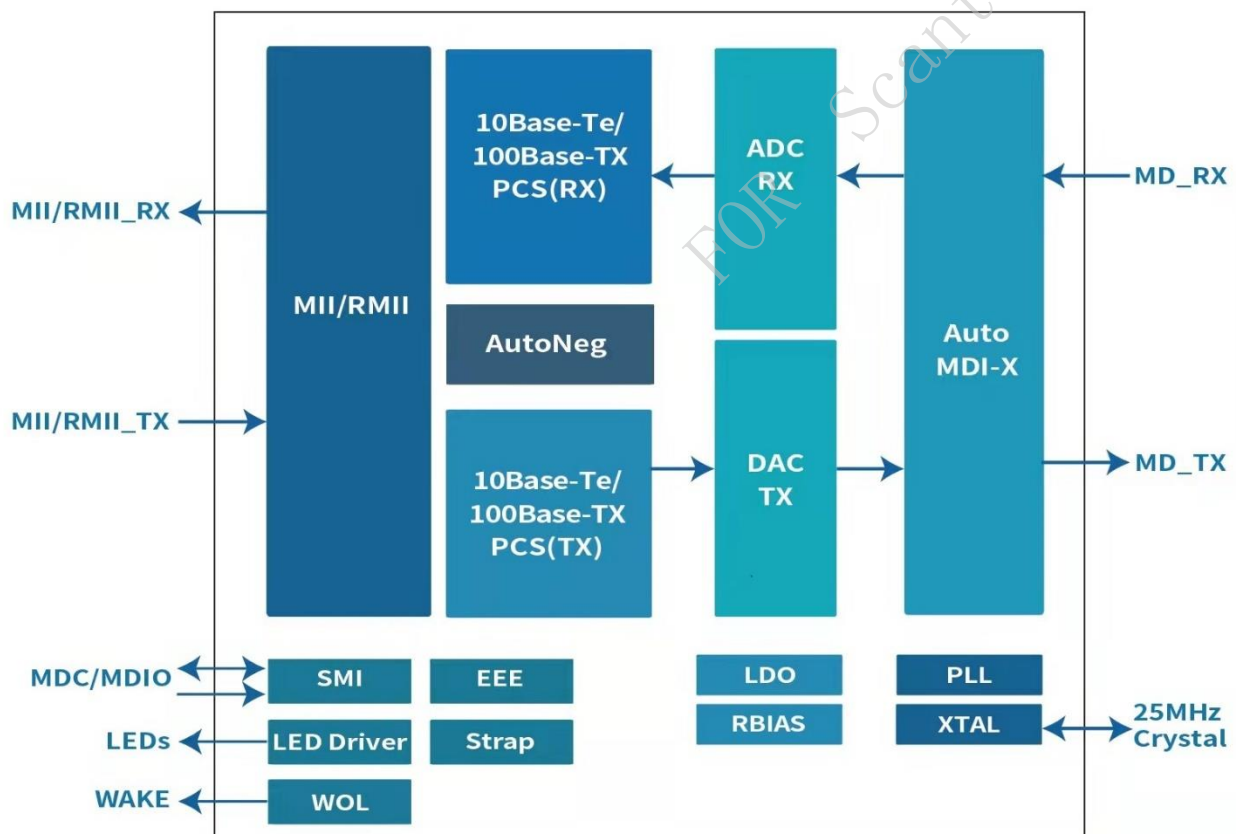 10Base-Te/
100Base-TX
PCS(RX)
ADC
RX
MD_RX
MII/RMII_RX
MII/RMII
AutoNeg
Auto
MDI-X
MII/RMII_TX
10Base-Te/
100Base-TX
PCS(TX)
DAC
TX
MD_TX
MDC/MDIO
SMI
EEE
LDO
PLL
LEDs
LED Driver
Strap
RBIAS
XTAL
25MHz
Crystal
WAKE
WOL
FOR Scant